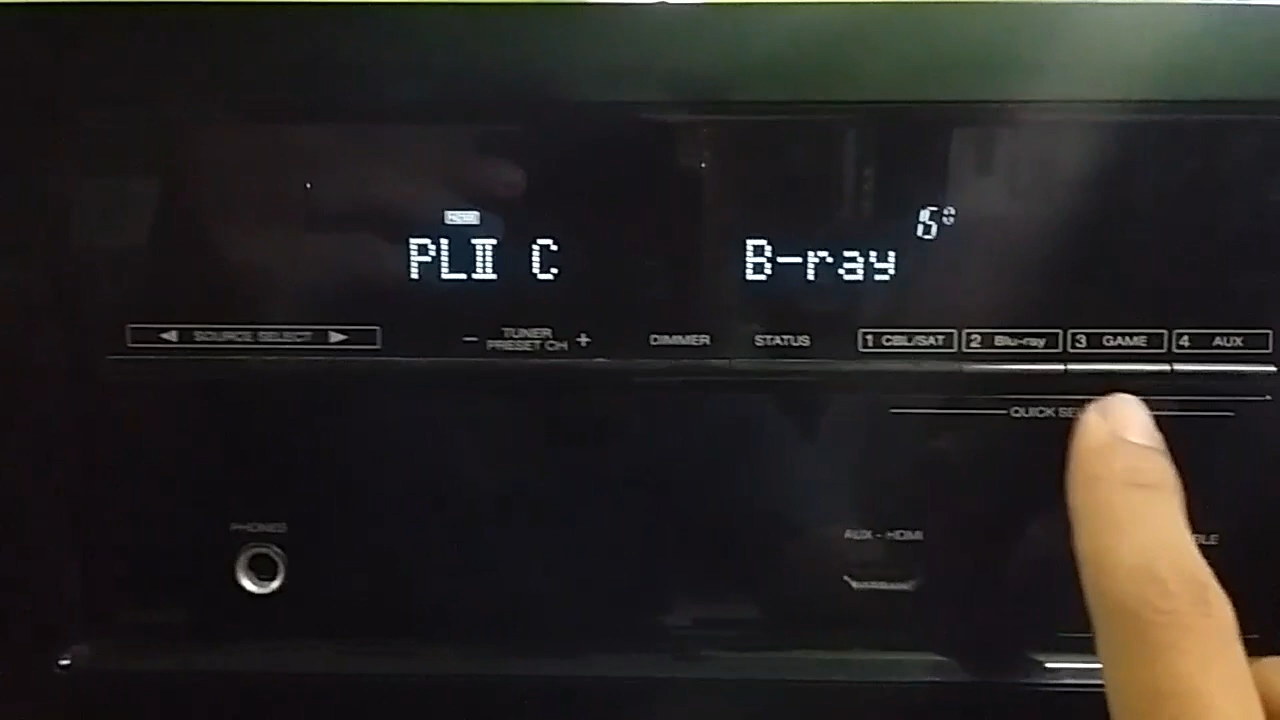 PLII C B-ray
◀ SOURCE SELECT ▶
− TUNER +
PRESET CH
DIMMER
STATUS
1 CBL/SAT
2 Blu-ray
3 GAME
4 AUX
QUICK
PHONES
AUX - HDMI